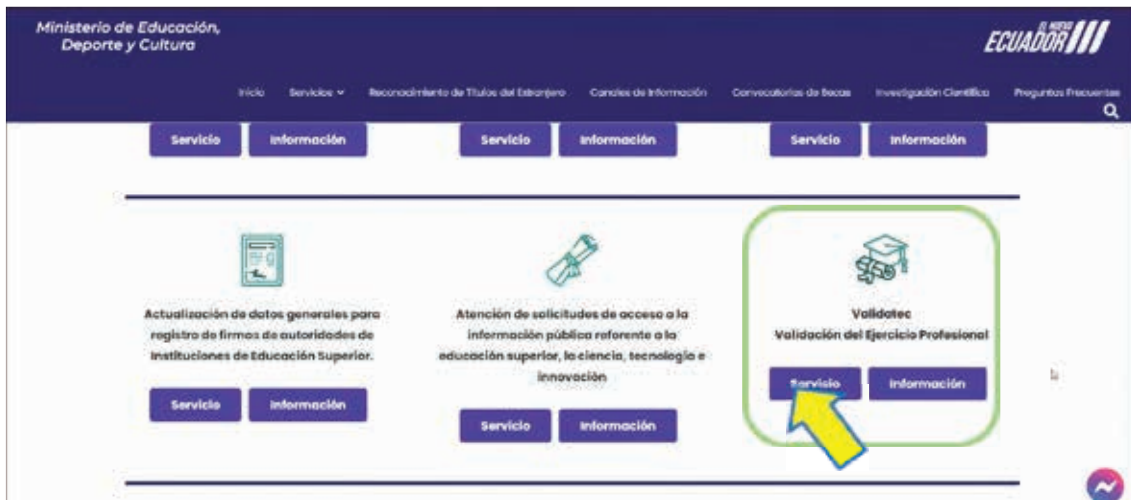 Ministerio de Educación,
Deporte y Cultura
EL NUEVO
ECUADOR
Inicio Servicios Reconocimiento de Títulos del Extranjero Canales de Información Convocatorias de Becas Investigación Científica Preguntas Frecuentes
Servicio Información Servicio Información Servicio Información
Actualización de datos generales para
registro de firmas de autoridades de
Instituciones de Educación Superior.
Servicio Información
Atención de solicitudes de acceso a la
información pública referente a la
educación superior, la ciencia, tecnología e
innovación
Servicio Información
Validatec
Validación del Ejercicio Profesional
Servicio Información